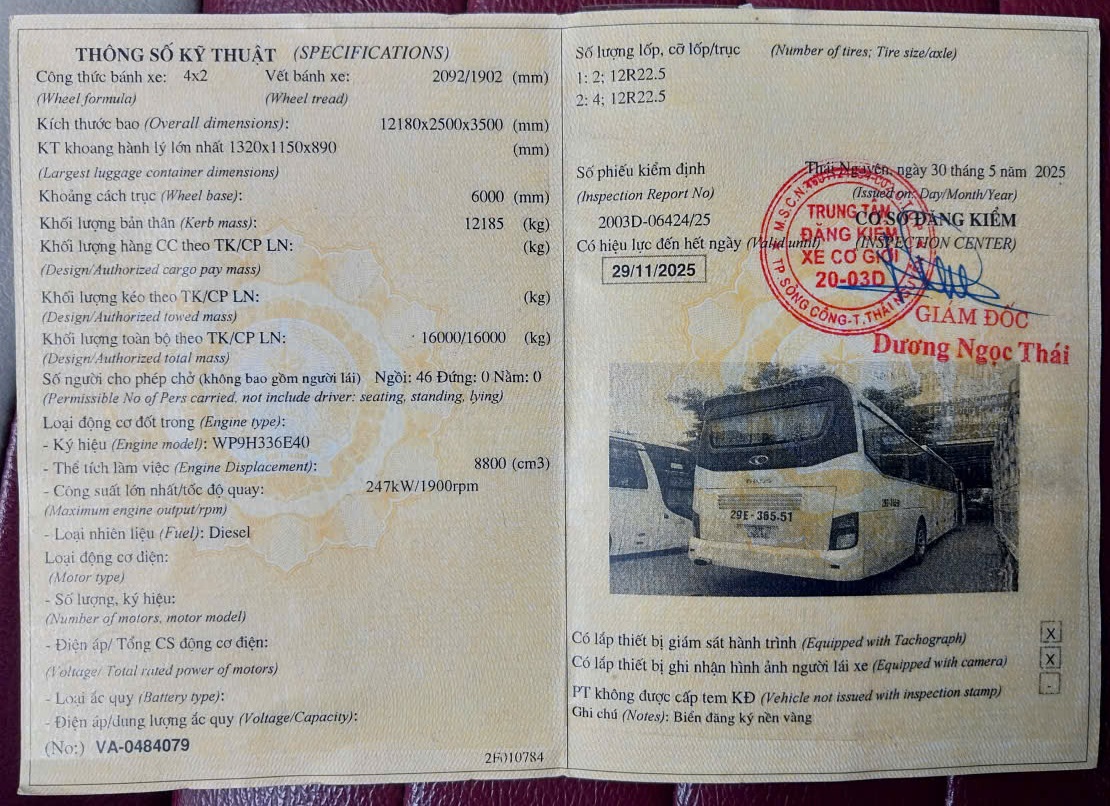 THÔNG SỐ KỸ THUẬT (SPECIFICATIONS)
Công thức bánh xe: 4x2 Vết bánh xe: 2092/1902 (mm)
(Wheel formula) (Wheel tread)
Kích thước bao (Overall dimensions): 12180x2500x3500 (mm)
KT khoang hành lý lớn nhất 1320x1150x890 (mm)
(Largest luggage container dimensions)
Khoảng cách trục (Wheel base): 6000 (mm)
Khối lượng bản thân (Kerb mass): 12185 (kg)
Khối lượng hàng CC theo TK/CP LN: (kg)
(Design/Authorized cargo pay mass)
Khối lượng kéo theo TK/CP LN: (kg)
(Design/Authorized towed mass)
Khối lượng toàn bộ theo TK/CP LN: 16000/16000 (kg)
(Design/Authorized total mass)
Số người cho phép chở (không bao gồm người lái) Ngồi: 46 Đứng: 0 Nằm: 0
(Permissible No of Pers carried, not include driver: seating, standing, lying)
Loại động cơ đốt trong (Engine type):
- Ký hiệu (Engine model): WP9H336E40
- Thể tích làm việc (Engine Displacement): 8800 (cm3)
- Công suất lớn nhất/tốc độ quay: 247kW/1900rpm
(Maximum engine output/rpm)
- Loại nhiên liệu (Fuel): Diesel
Loại động cơ điện:
(Motor type)
- Số lượng, ký hiệu:
(Number of motors, motor model)
- Điện áp/ Tổng CS động cơ điện:
(Voltage/ Total rated power of motors)
- Loại ắc quy (Battery type):
- Điện áp/dung lượng ắc quy (Voltage/Capacity):
(No:) VA-0484079
2F010784
Số lượng lốp, cỡ lốp/trục (Number of tires; Tire size/axle)
1: 2; 12R22.5
2: 4; 12R22.5
Số phiếu kiểm định Thái Nguyên, ngày 30 tháng 5 năm 2025
(Inspection Report No) (Issued on: Day/Month/Year)
2003D-06424/25 CƠ SỞ ĐĂNG KIỂM
Có hiệu lực đến hết ngày (Valid until) (INSPECTION CENTER)
29/11/2025
TRUNG TÂM
ĐĂNG KIỂM
XE CƠ GIỚI
20-03D
TP SÔNG CÔNG-T.THÁI NGUYÊN
GIÁM ĐỐC
Dương Ngọc Thái
29E-365.51
Có lắp thiết bị giám sát hành trình (Equipped with Tachograph) X
Có lắp thiết bị ghi nhận hình ảnh người lái xe (Equipped with camera) X
PT không được cấp tem KĐ (Vehicle not issued with inspection stamp) -
Ghi chú (Notes): Biển đăng ký nền vàng